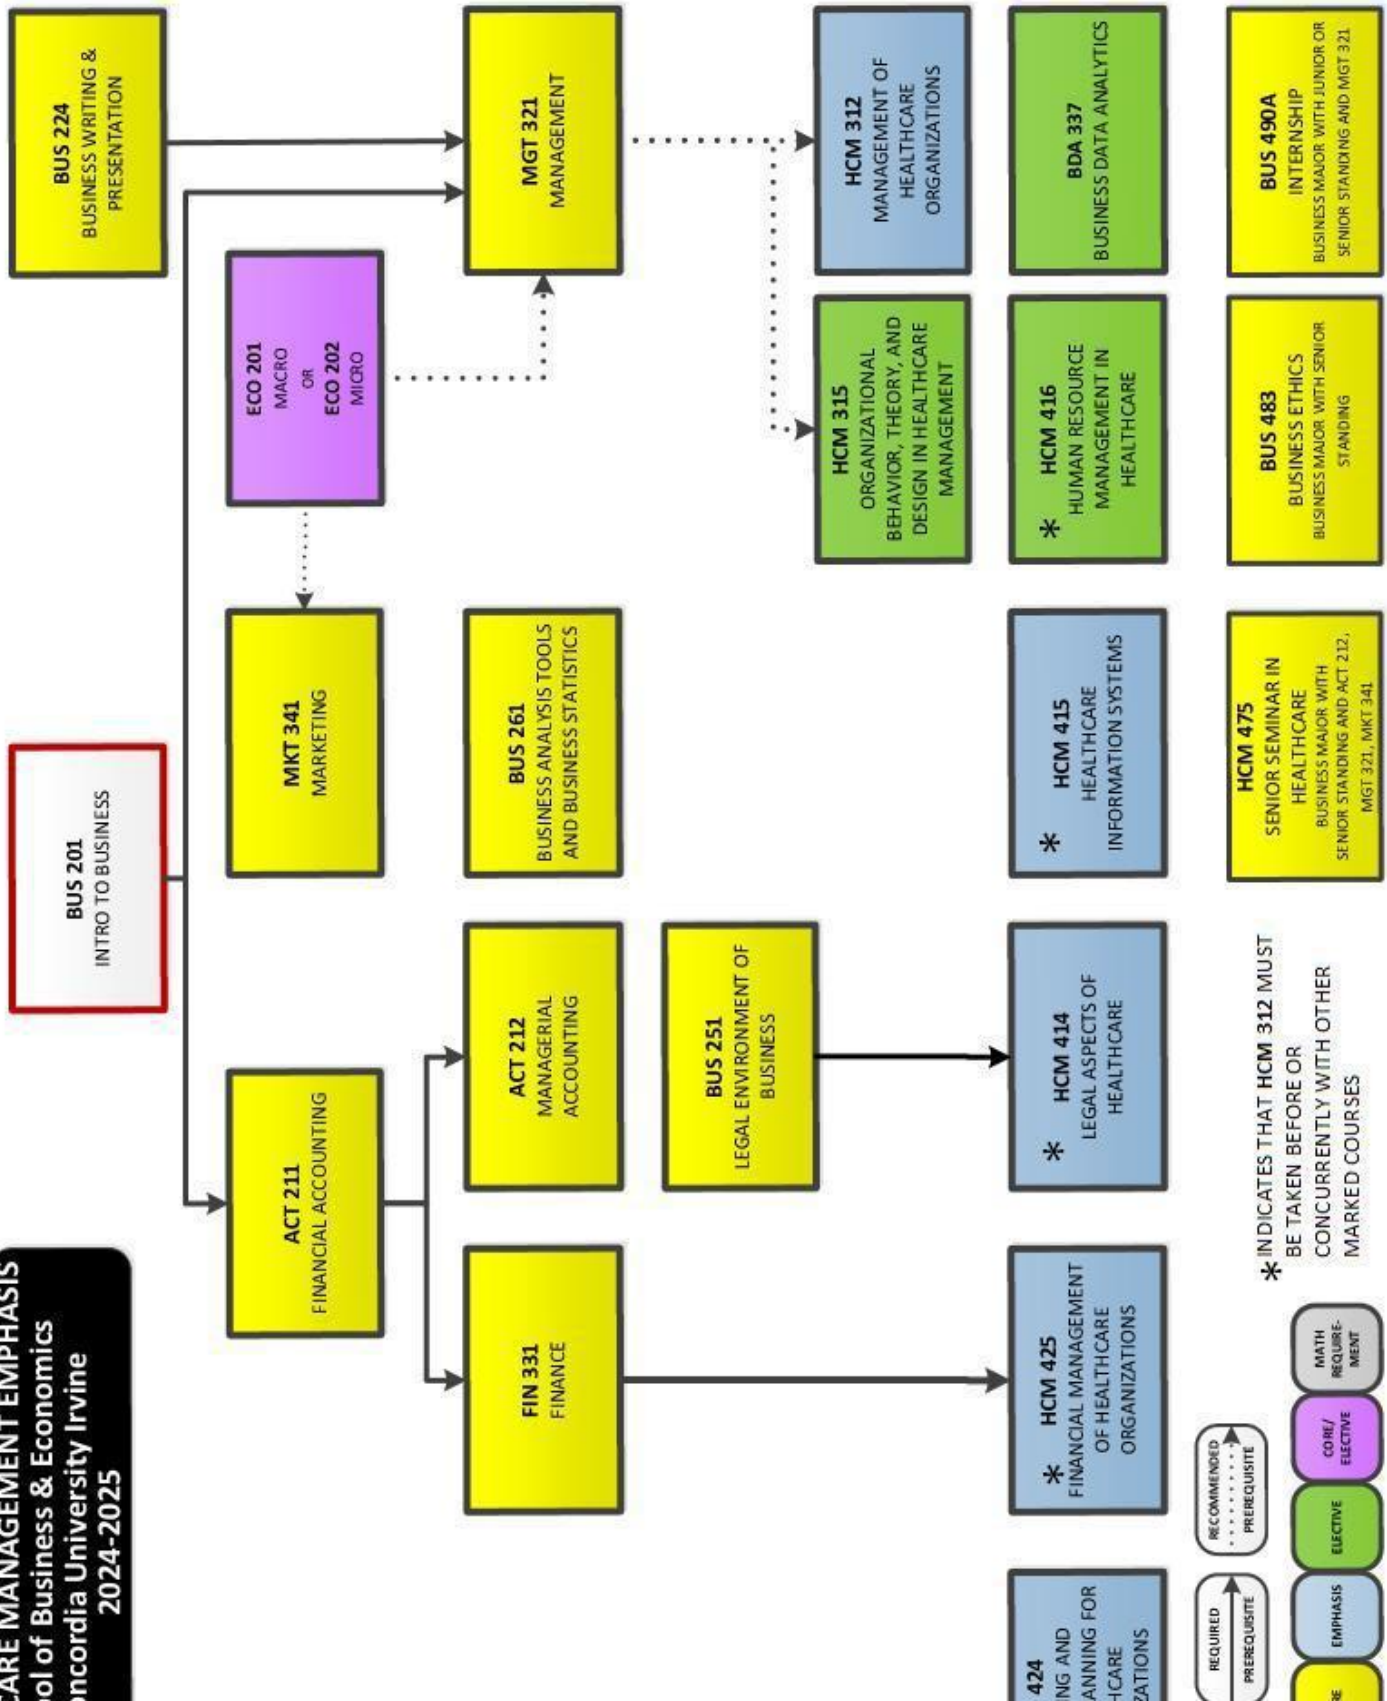 CARE MANAGEMENT EMPHASIS
ol of Business & Economics
ncordia University Irvine
2024-2025
BUS 201
INTRO TO BUSINESS
BUS 224
BUSINESS WRITING &
PRESENTATION
ACT 211
FINANCIAL ACCOUNTING
MKT 341
MARKETING
ECO 201
MACRO
OR
ECO 202
MICRO
FIN 331
FINANCE
ACT 212
MANAGERIAL
ACCOUNTING
BUS 261
BUSINESS ANALYSIS TOOLS
AND BUSINESS STATISTICS
MGT 321
MANAGEMENT
BUS 251
LEGAL ENVIRONMENT OF
BUSINESS
HCM 315
ORGANIZATIONAL
BEHAVIOR, THEORY, AND
DESIGN IN HEALTHCARE
MANAGEMENT
HCM 312
MANAGEMENT OF
HEALTHCARE
ORGANIZATIONS
424
ING AND
ANNING FOR
HCARE
ZATIONS
* HCM 425
FINANCIAL MANAGEMENT
OF HEALTHCARE
ORGANIZATIONS
* HCM 414
LEGAL ASPECTS OF
HEALTHCARE
* HCM 415
HEALTHCARE
INFORMATION SYSTEMS
* HCM 416
HUMAN RESOURCE
MANAGEMENT IN
HEALTHCARE
BDA 337
BUSINESS DATA ANALYTICS
REQUIRED
PREREQUISITE
RECOMMENDED
PREREQUISITE
RE
EMPHASIS
ELECTIVE
CORE/
ELECTIVE
MATH
REQUIRE-
MENT
* INDICATES THAT HCM 312 MUST
BE TAKEN BEFORE OR
CONCURRENTLY WITH OTHER
MARKED COURSES
HCM 475
SENIOR SEMINAR IN
HEALTHCARE
BUSINESS MAJOR WITH
SENIOR STANDING AND ACT 212,
MGT 321, MKT 341
BUS 483
BUSINESS ETHICS
BUSINESS MAJOR WITH SENIOR
STANDING
BUS 490A
INTERNSHIP
BUSINESS MAJOR WITH JUNIOR OR
SENIOR STANDING AND MGT 321